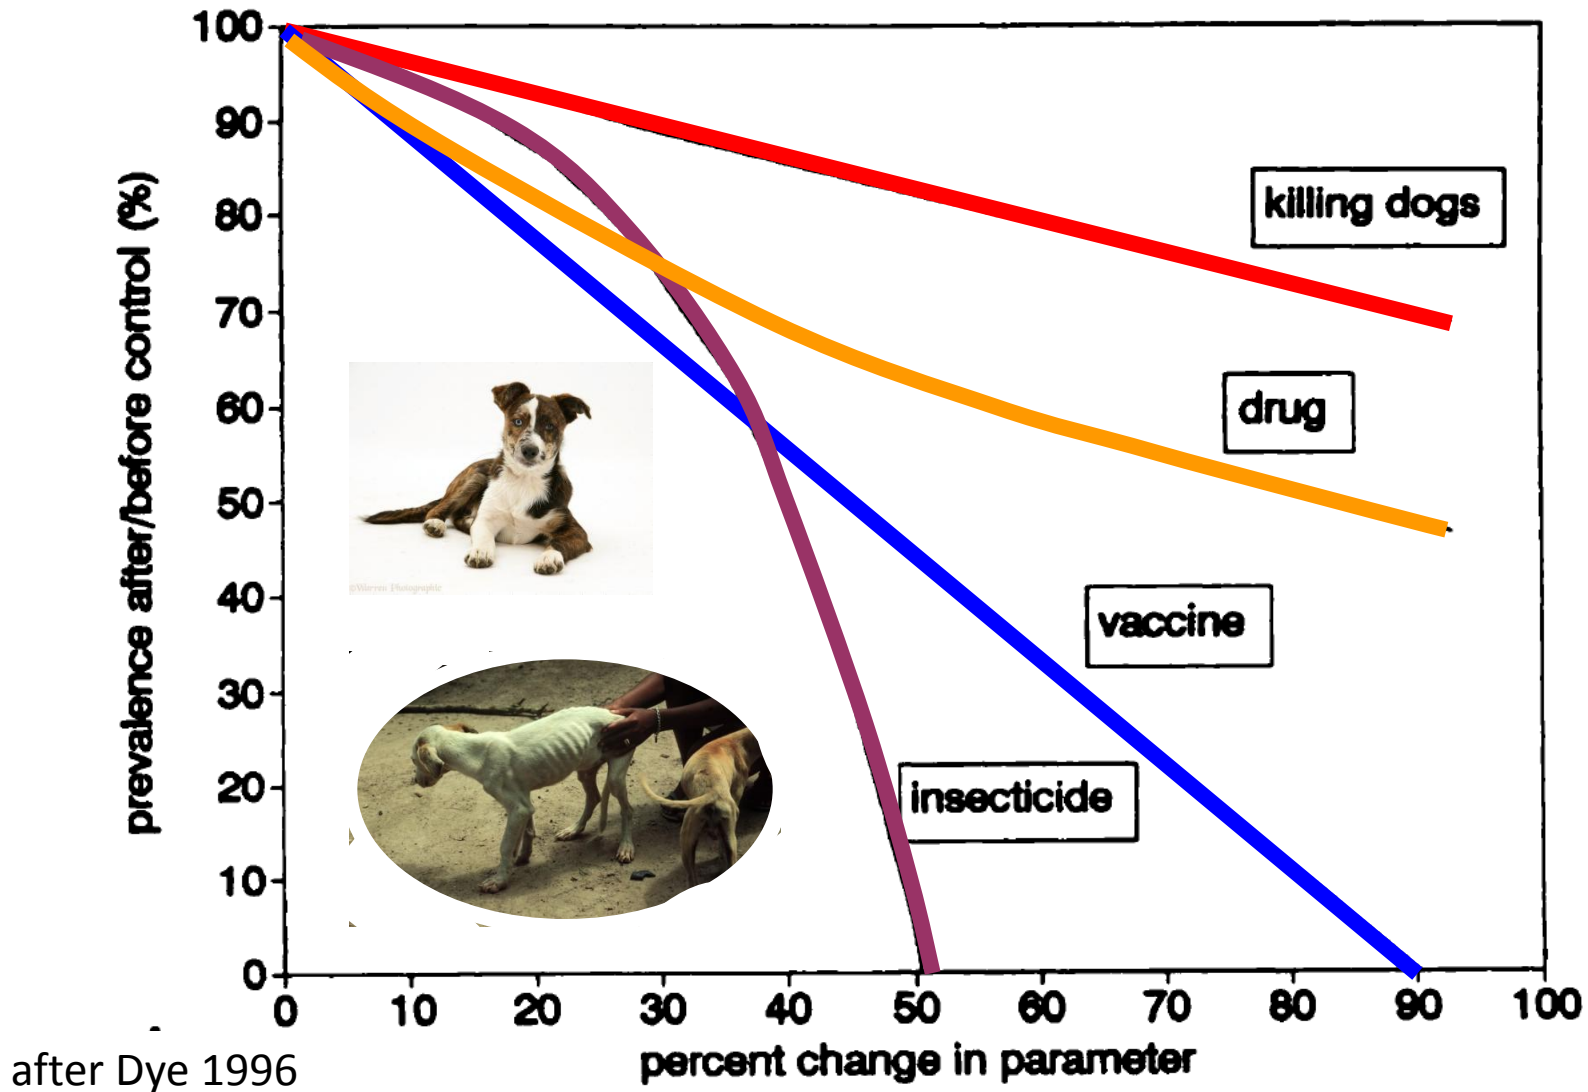 prevalence after/before control (%)
100
90
80
70
60
50
40
30
20
10
0
killing dogs
drug
vaccine
insecticide
©Warren Photographic
0 10 20 30 40 50 60 70 80 90 100
percent change in parameter
after Dye 1996